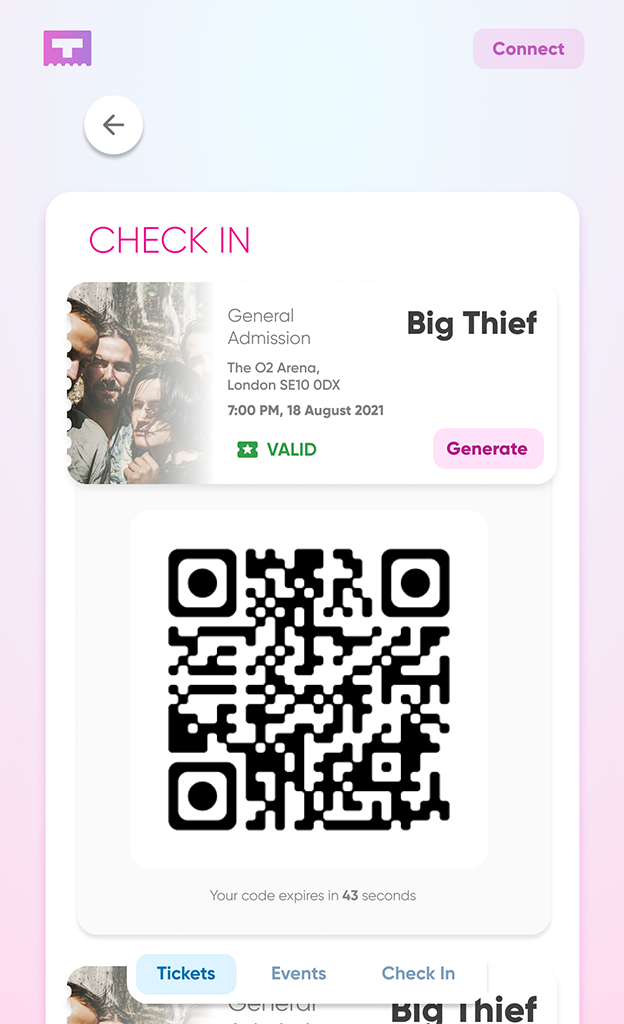 T
Connect
CHECK IN
General
Admission
Big Thief
The O2 Arena,
London SE10 0DX
7:00 PM, 18 August 2021
VALID
Generate
Your code expires in 43 seconds
Tickets
Events
Check In
General
Big Thief